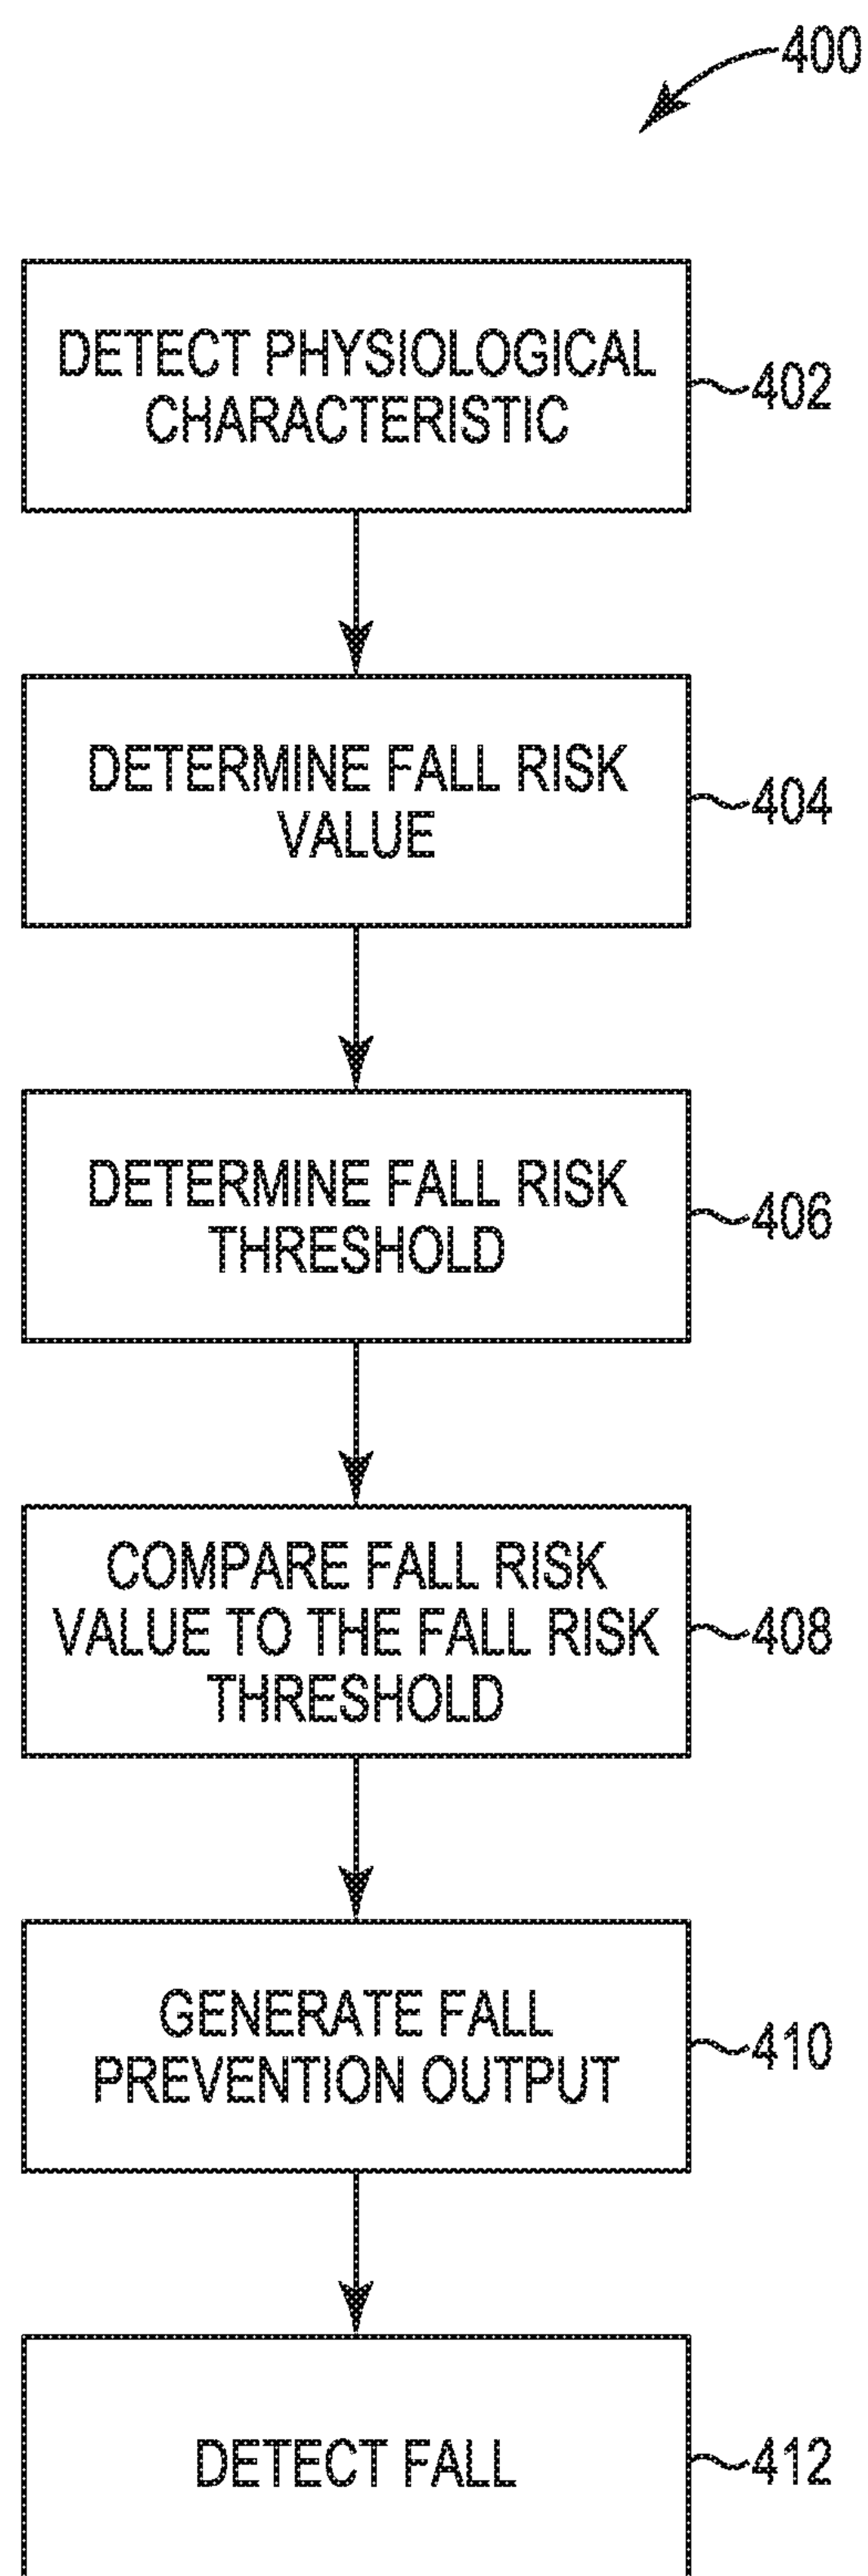 400
DETECT PHYSIOLOGICAL
CHARACTERISTIC
402
DETERMINE FALL RISK
VALUE
404
DETERMINE FALL RISK
THRESHOLD
406
COMPARE FALL RISK
VALUE TO THE FALL RISK
THRESHOLD
408
GENERATE FALL
PREVENTION OUTPUT
410
DETECT FALL
412